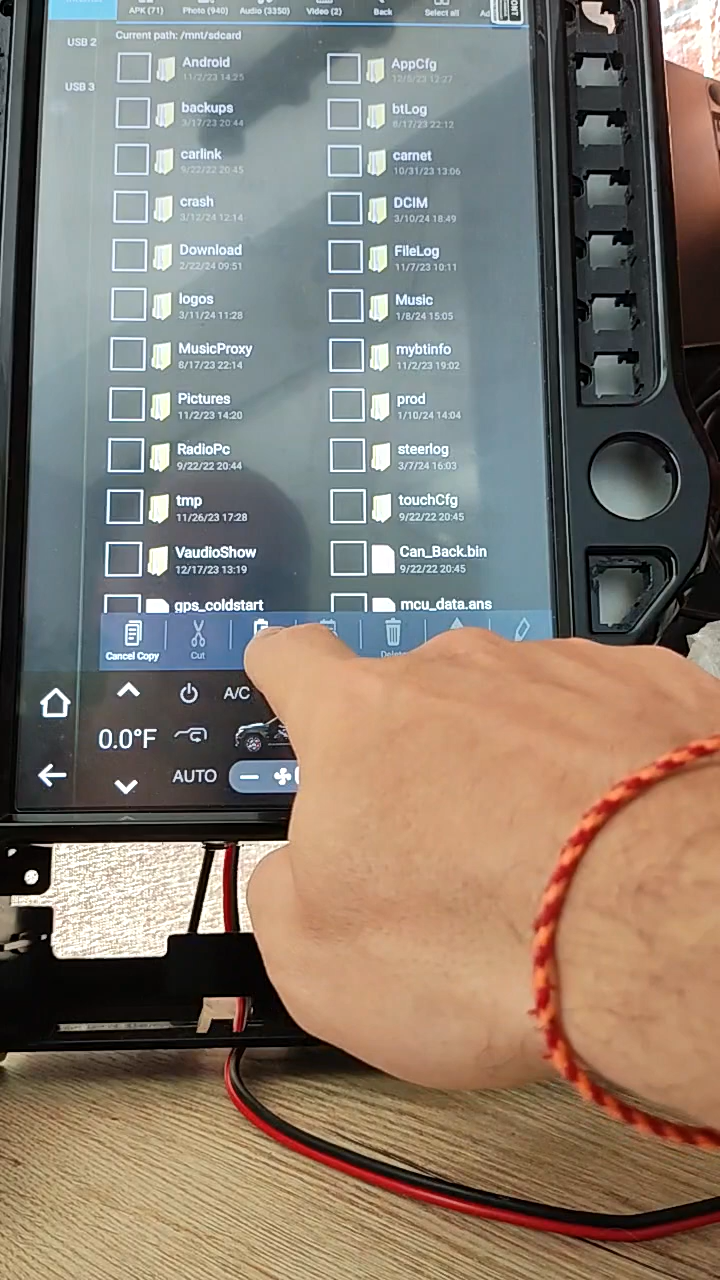 APK (71) Photo (940) Audio (3350) Video (2) Back Select all
FRONT
Current path: /mnt/sdcard
USB 2
USB 3
Android
11/2/23 14:25
AppCfg
12/8/23 12:27
backups
3/17/23 20:44
btLog
8/17/23 22:12
carlink
9/22/22 20:45
carnet
10/31/23 13:06
crash
3/12/24 12:14
DCIM
3/10/24 18:49
Download
2/22/24 09:51
FileLog
11/7/23 10:11
logos
3/11/24 11:28
Music
1/8/24 15:05
MusicProxy
8/17/23 22:14
mybtinfo
11/2/23 19:02
Pictures
11/2/23 14:20
prod
1/10/24 14:04
RadioPc
9/22/22 20:44
steerlog
3/7/24 16:03
tmp
11/26/23 17:28
touchCfg
9/22/22 20:45
VaudioShow
12/17/23 13:19
Can_Back.bin
9/22/22 20:45
gps_coldstart
mcu_data.ans
Cancel Copy Cut
A/C
0.0°F
AUTO